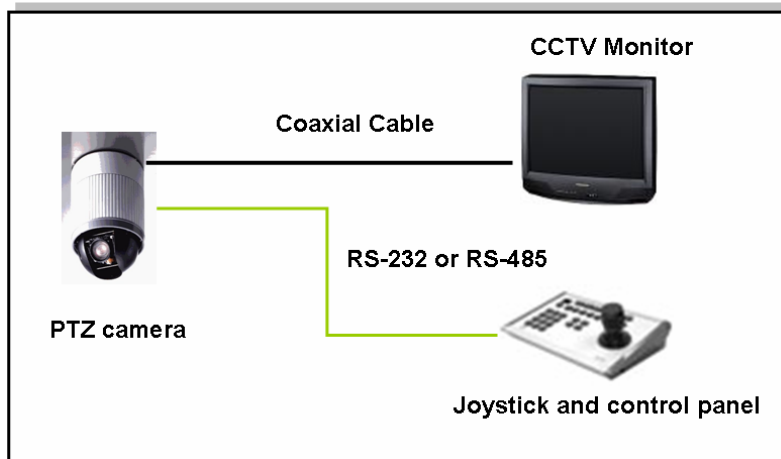 CCTV Monitor
Coaxial Cable
RS-232 or RS-485
PTZ camera
Joystick and control panel